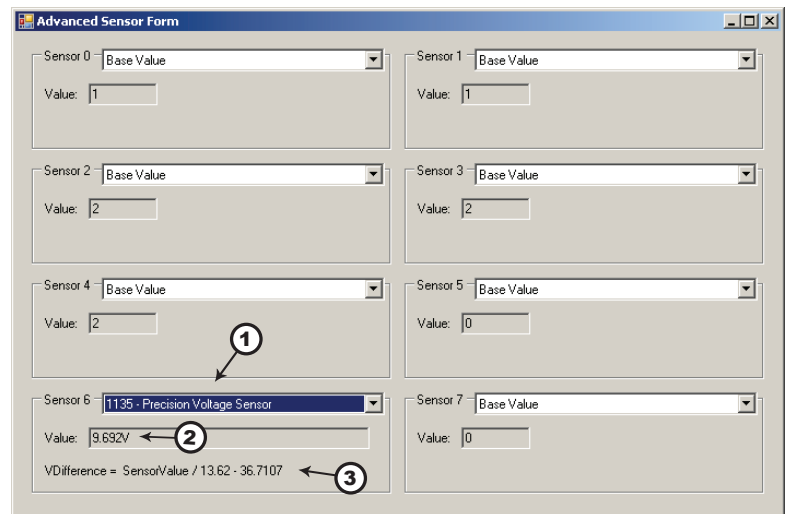 Advanced Sensor Form
Sensor 0 Base Value
Value: 1
Sensor 1 Base Value
Value: 1
Sensor 2 Base Value
Value: 2
Sensor 3 Base Value
Value: 2
Sensor 4 Base Value
Value: 2
Sensor 5 Base Value
Value: 0
1
Sensor 6 1135 - Precision Voltage Sensor
Value: 9.692V
2
VDifference = SensorValue / 13.62 - 36.7107
3
Sensor 7 Base Value
Value: 0